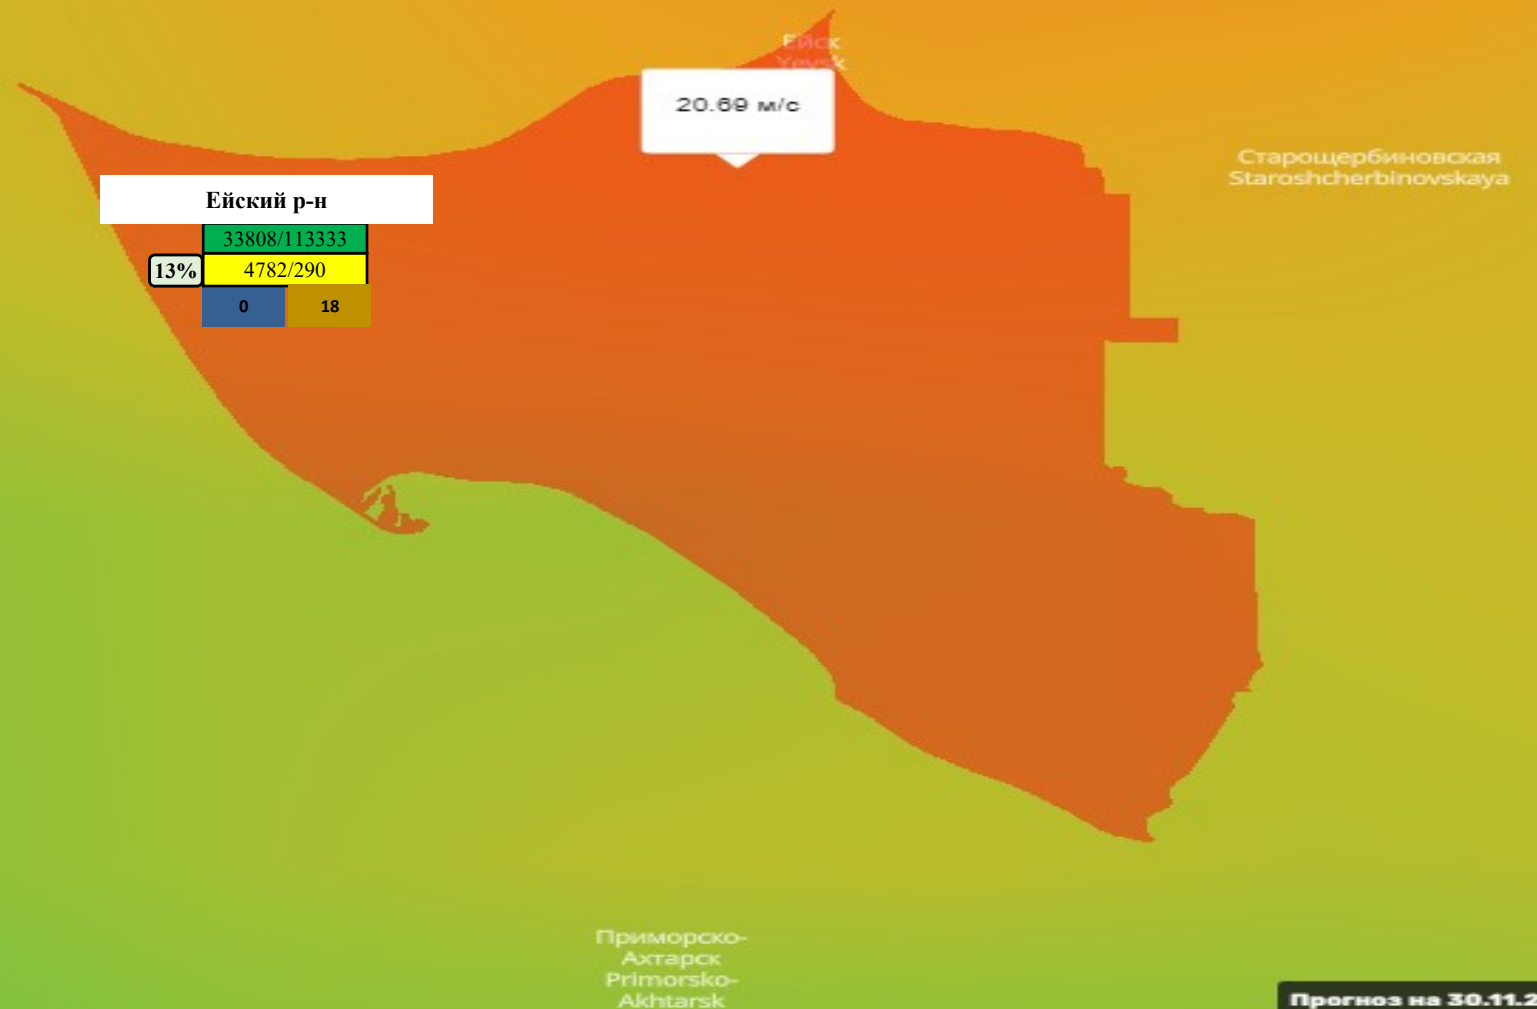 Ейск
Yeysk
20.69 м/с
Старощербиновская
Staroshcherbinovskaya
Ейский р-н
33808/113333
13%
4782/290
0
18
Приморско-
Ахтарск
Primorsko-
Akhtarsk
Прогноз на 30.11.2